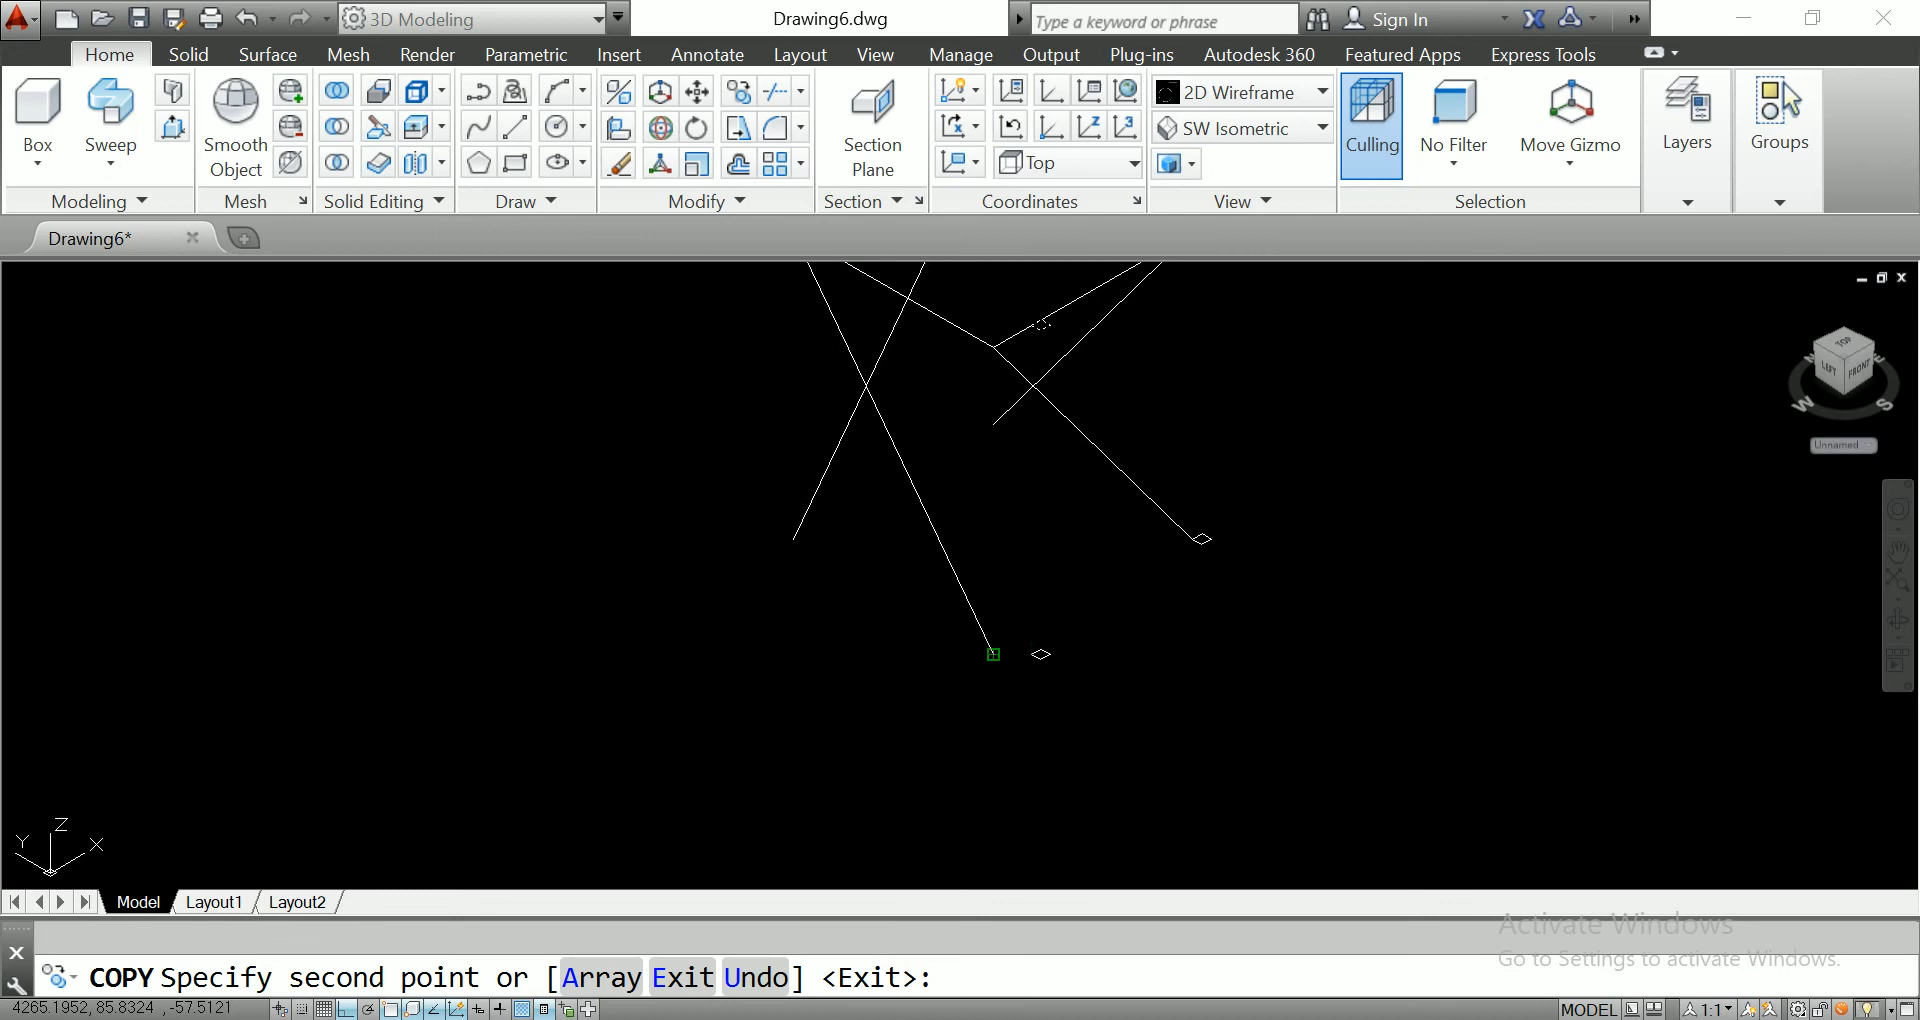 3D Modeling
Drawing6.dwg
Type a keyword or phrase
Sign In
Home Solid Surface Mesh Render Parametric Insert Annotate Layout View Manage Output Plug-ins Autodesk 360 Featured Apps Express Tools
Box
Sweep
Smooth
Object
Section
Plane
2D Wireframe
SW Isometric
Top
Culling
No Filter
Move Gizmo
Layers
Groups
Modeling Mesh Solid Editing Draw Modify Section Coordinates View Selection
Drawing6*
TOP
LEFT FRONT
N E
W S
Unnamed
Z
Y X
Model Layout1 Layout2
Activate Windows
Go to Settings to activate Windows.
COPY Specify second point or [Array Exit Undo] <Exit>:
4265.1952, 85.8324 , -57.5121
MODEL 1:1